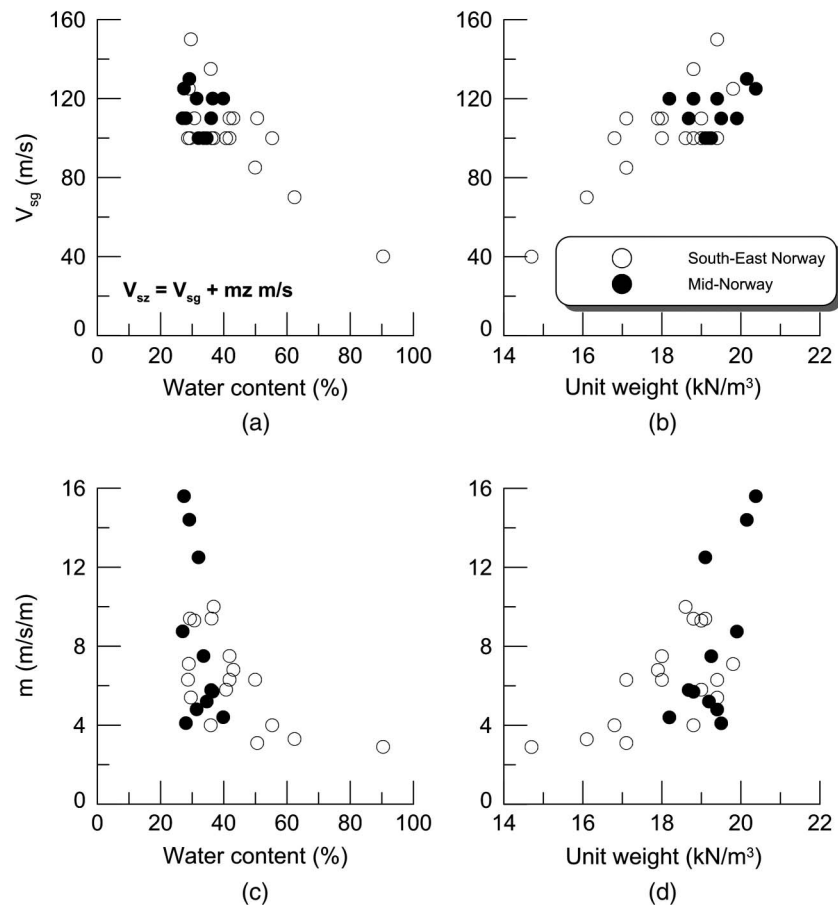 160
120
80
40
0
V_sg (m/s)
V_sz = V_sg + mz m/s
0 20 40 60 80 100
Water content (%)
(a)
160
120
80
40
0
South-East Norway
Mid-Norway
14 16 18 20 22
Unit weight (kN/m³)
(b)
16
12
8
4
0
m (m/s/m)
0 20 40 60 80 100
Water content (%)
(c)
16
12
8
4
0
14 16 18 20 22
Unit weight (kN/m³)
(d)